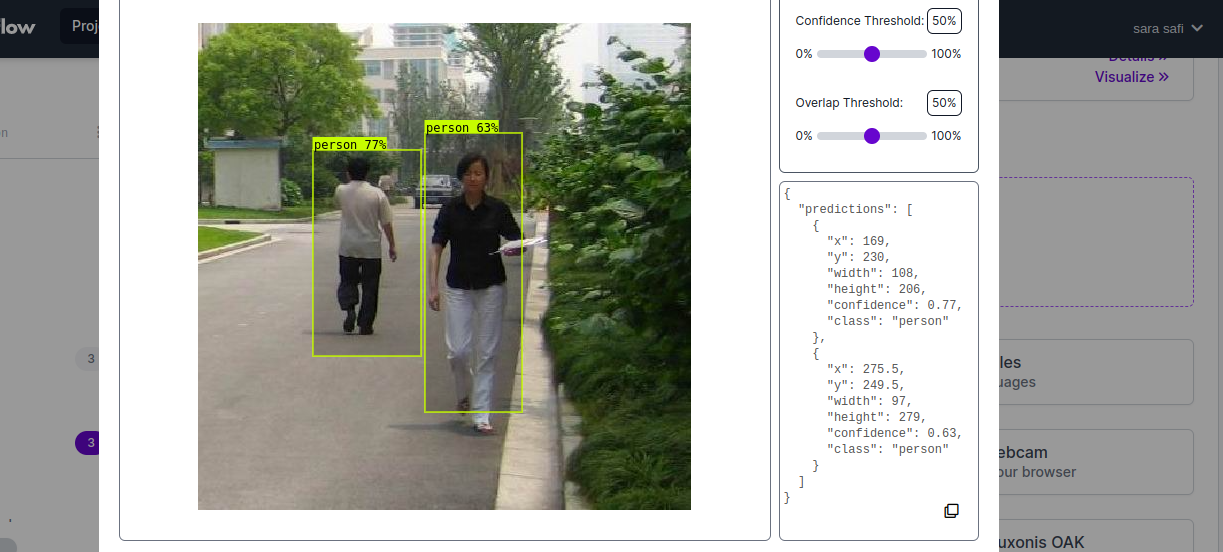 low
Proj
sara safi
Details »
Visualize »
n
3
3
les
uages
ebcam
our browser
uxonis OAK
person 77%
person 63%
Confidence Threshold: 50%
0% 100%
Overlap Threshold: 50%
0% 100%
{
"predictions": [
{
"x": 169,
"y": 230,
"width": 108,
"height": 206,
"confidence": 0.77,
"class": "person"
},
{
"x": 275.5,
"y": 249.5,
"width": 97,
"height": 279,
"confidence": 0.63,
"class": "person"
}
]
}